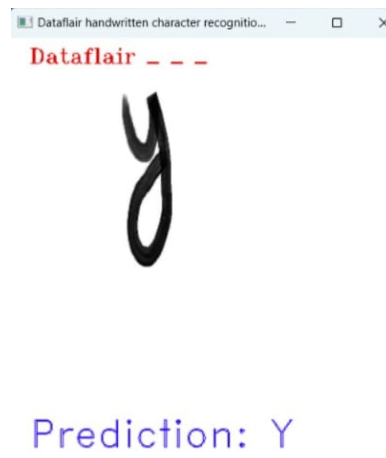 Dataflair handwritten character recognitio...
Dataflair _ _ _
y
Prediction: Y